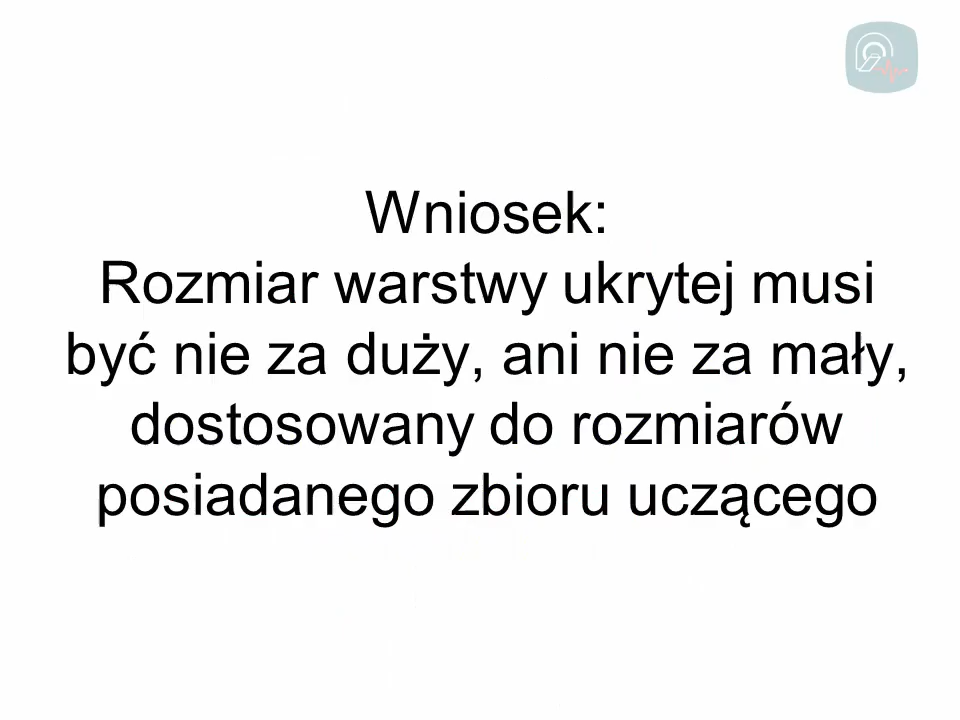 Wniosek:
Rozmiar warstwy ukrytej musi
być nie za duży, ani nie za mały,
dostosowany do rozmiarów
posiadanego zbioru uczącego